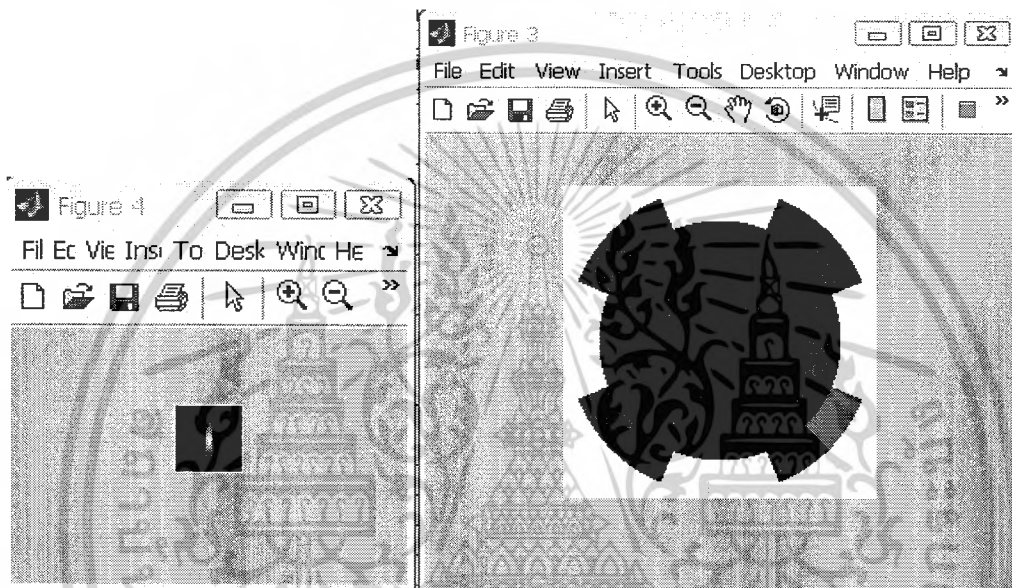 Figure 3
File Edit View Insert Tools Desktop Window Help
Figure 4
Fil Ec Vie Ins To Desk Winc He